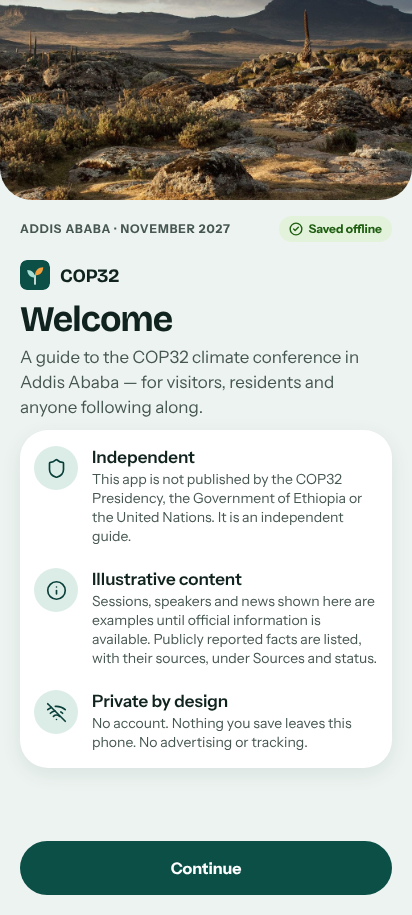 ADDIS ABABA · NOVEMBER 2027
Saved offline
COP32
Welcome
A guide to the COP32 climate conference in
Addis Ababa — for visitors, residents and
anyone following along.
Independent
This app is not published by the COP32
Presidency, the Government of Ethiopia or
the United Nations. It is an independent
guide.
Illustrative content
Sessions, speakers and news shown here are
examples until official information is
available. Publicly reported facts are listed,
with their sources, under Sources and status.
Private by design
No account. Nothing you save leaves this
phone. No advertising or tracking.
Continue